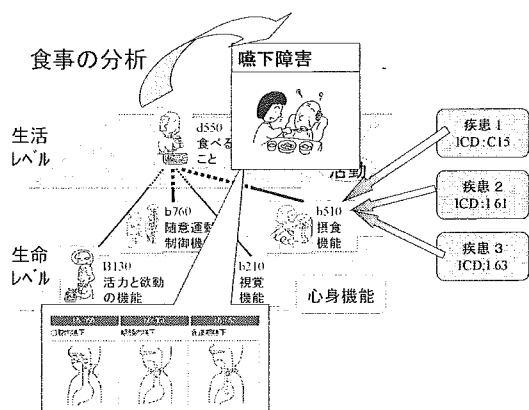 食事の分析
嚥下障害
生活
レベル
d550
食べる
こと
活動
疾患 1
ICD:C15
疾患 2
ICD:I 61
疾患 3
ICD:I.63
b760
随意運動
制御機
b510
摂食
機能
生命
レベル
B130
活力と欲動
の機能
b210
視覚
機能
心身機能